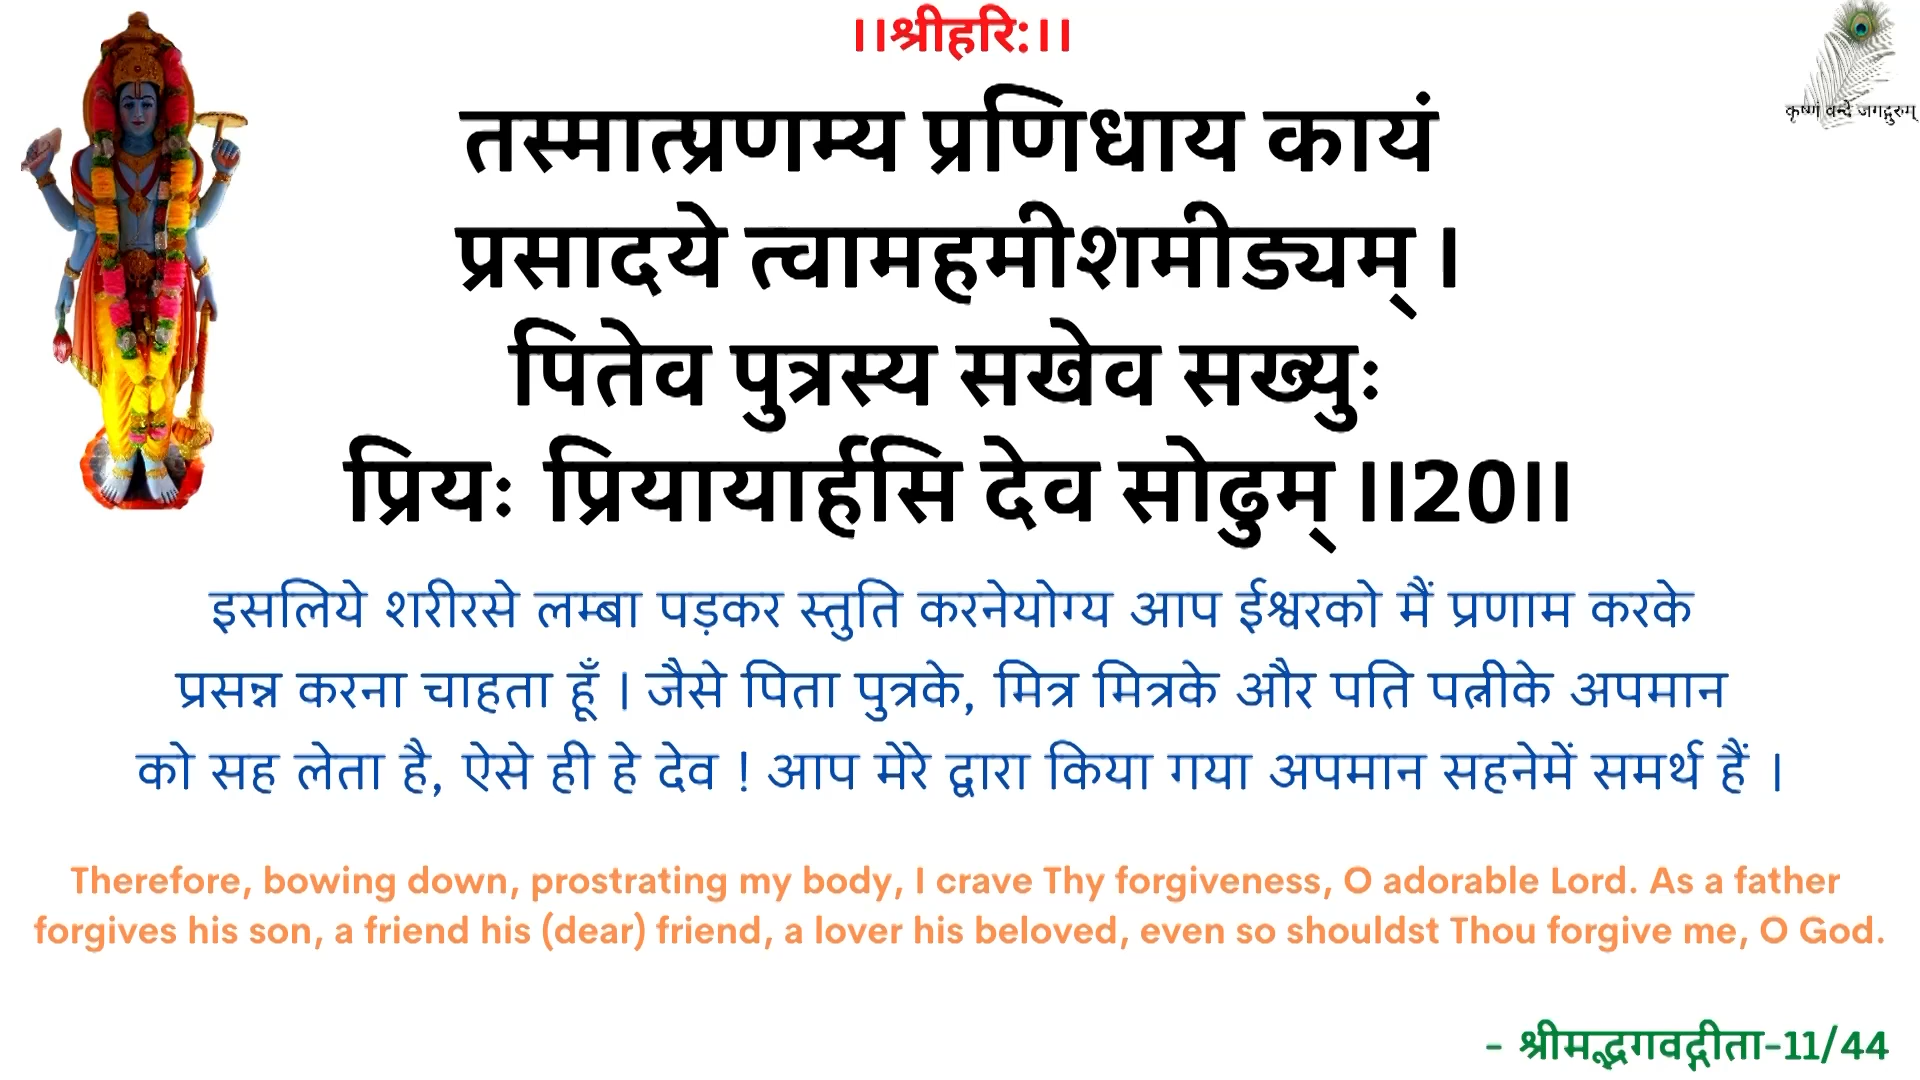 ।।श्रीहरि:।।
कृष्णं वन्दे जगद्गुरुम्
तस्मात्प्रणम्य प्रणिधाय कायं
प्रसादये त्वामहमीशमीड्यम् ।
पितेव पुत्रस्य सखेव सख्युः
प्रियः प्रियायार्हसि देव सोढुम् ।।20।।
इसलिये शरीरसे लम्बा पड़कर स्तुति करनेयोग्य आप ईश्वरको मैं प्रणाम करके
प्रसन्न करना चाहता हूँ । जैसे पिता पुत्रके, मित्र मित्रके और पति पत्नीके अपमान
को सह लेता है, ऐसे ही हे देव ! आप मेरे द्वारा किया गया अपमान सहनेमें समर्थ हैं ।
Therefore, bowing down, prostrating my body, I crave Thy forgiveness, O adorable Lord. As a father
forgives his son, a friend his (dear) friend, a lover his beloved, even so shouldst Thou forgive me, O God.
- श्रीमद्भगवद्गीता-11/44